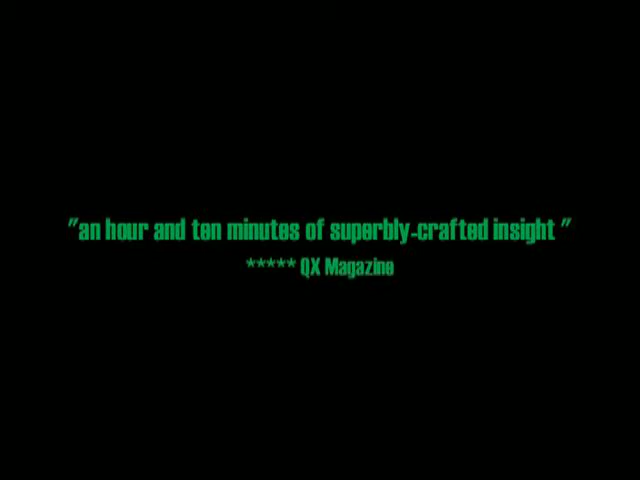 "an hour and ten minutes of superbly-crafted insight "
***** QX Magazine